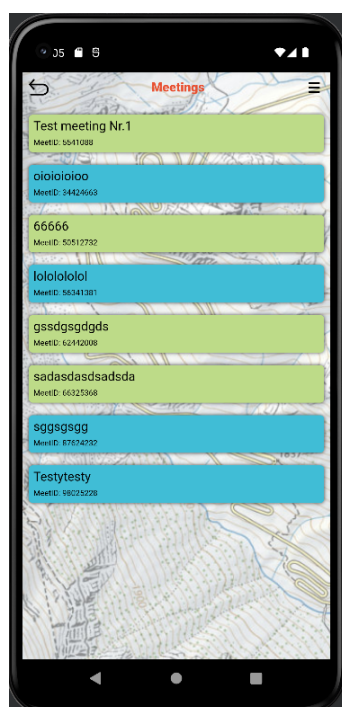 Meetings
Test meeting Nr.1
MeetID: 5541088
oioioioioo
MeetID: 34424663
66666
MeetID: 50512732
lolololol
MeetID: 56341381
gssdgsgdgds
MeetID: 62442008
sadasdasdsadsda
MeetID: 66325368
sggsgsgg
MeetID: 87624232
Testytesty
MeetID: 98025228